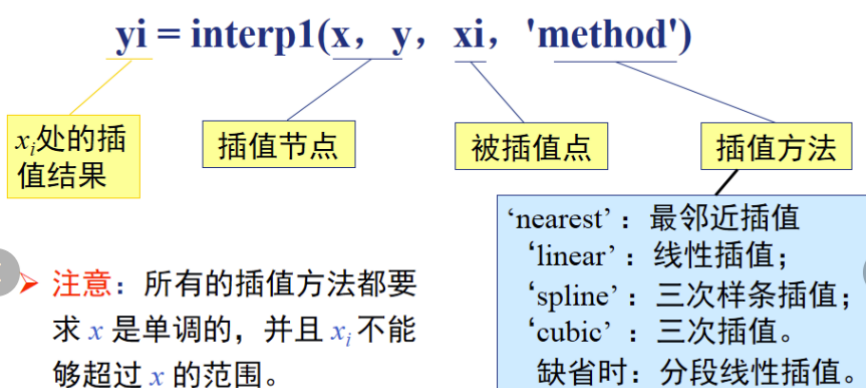 yi = interp1(x，y，xi，'method')
xi处的插
值结果
插值节点
被插值点
插值方法
‘nearest’：最邻近插值
‘linear’：线性插值；
‘spline’：三次样条插值；
‘cubic’：三次插值。
缺省时：分段线性插值。
注意：所有的插值方法都要
求 x 是单调的，并且 xi 不能
够超过 x 的范围。